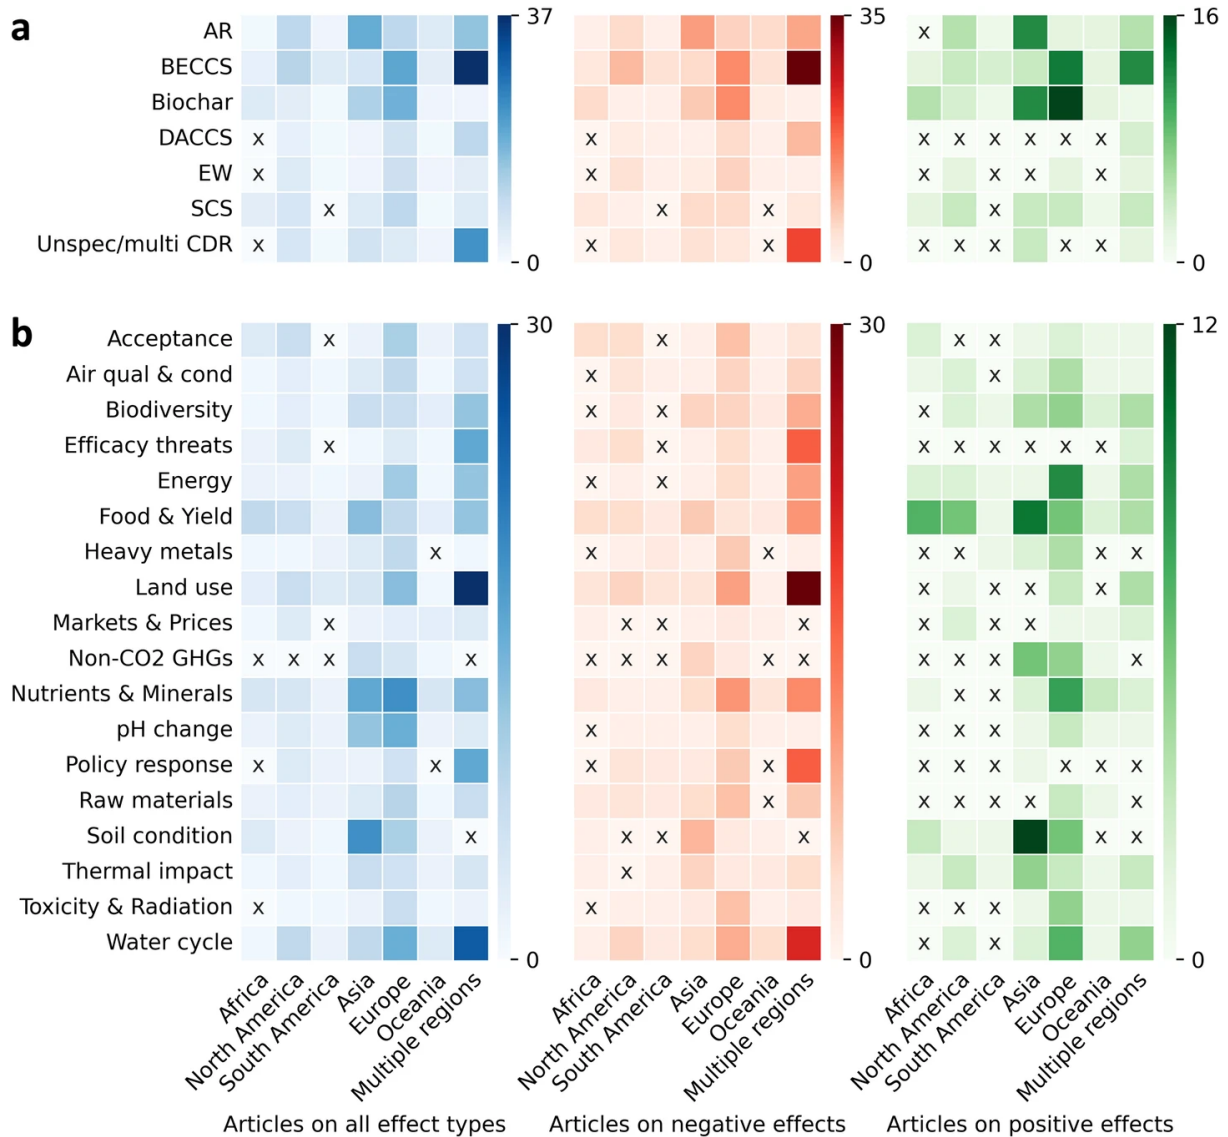 a
37
35
16
AR x
BECCS
Biochar
DACCS x x x x x x x x
EW x x x x x x
SCS x x x x
Unspec/multi CDR x x x x x x x x
0
0
0
b
30
30
12
Acceptance x x x x
Air qual & cond x x
Biodiversity x x x
Efficacy threats x x x x x x x x
Energy x x
Food & Yield
Heavy metals x x x x x x x
Land use x x x x
Markets & Prices x x x x x x x
Non-CO2 GHGs x x x x x x x x x x x x x
Nutrients & Minerals x x
pH change x x x x
Policy response x x x x x x x x x x
Raw materials x x x x x x
Soil condition x x x x x x
Thermal impact x
Toxicity & Radiation x x x x x
Water cycle x x
0
0
0
Africa
North America
South America
Asia
Europe
Oceania
Multiple regions
Africa
North America
South America
Asia
Europe
Oceania
Multiple regions
Africa
North America
South America
Asia
Europe
Oceania
Multiple regions
Articles on all effect types
Articles on negative effects
Articles on positive effects